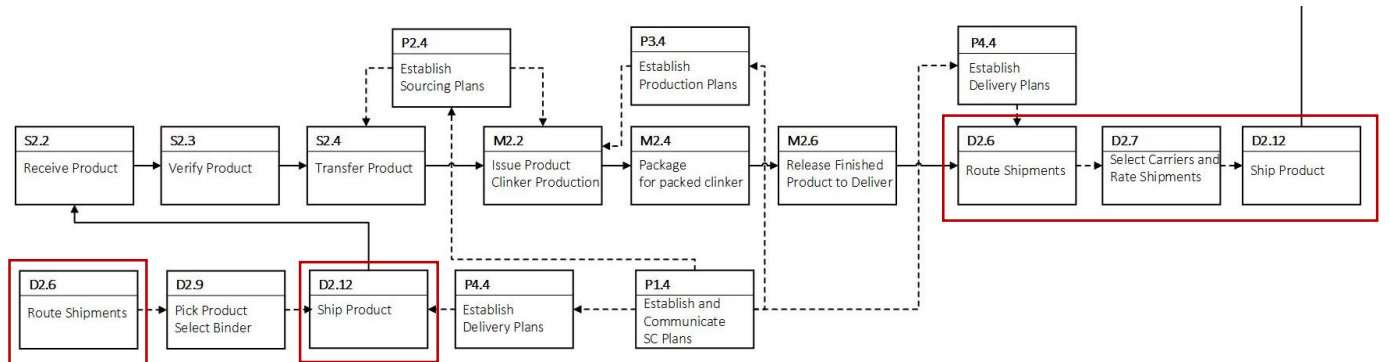 P2.4
Establish
Sourcing Plans
P3.4
Establish
Production Plans
P4.4
Establish
Delivery Plans
S2.2
Receive Product
S2.3
Verify Product
S2.4
Transfer Product
M2.2
Issue Product
Clinker Production
M2.4
Package
for packed clinker
M2.6
Release Finished
Product to Deliver
D2.6
Route Shipments
D2.7
Select Carriers and
Rate Shipments
D2.12
Ship Product
D2.6
Route Shipments
D2.9
Pick Product
Select Binder
D2.12
Ship Product
P4.4
Establish
Delivery Plans
P1.4
Establish and
Communicate
SC Plans